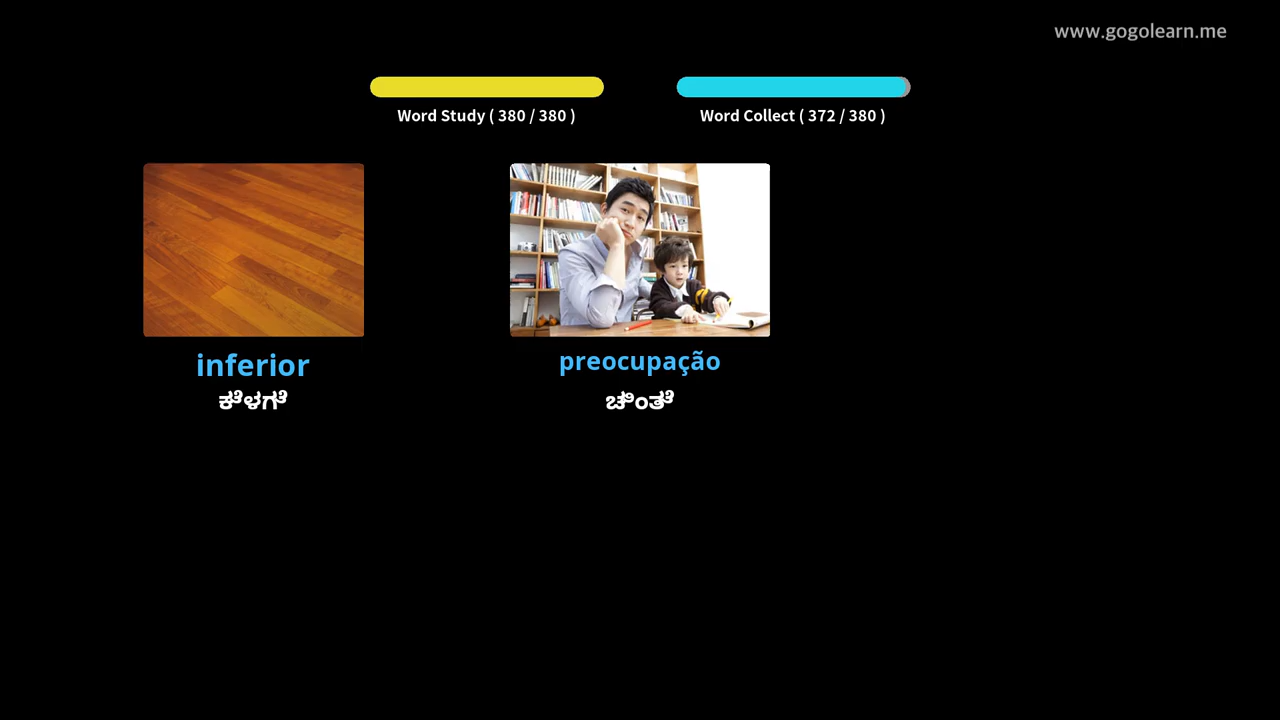 www.gogolearn.me
Word Study ( 380 / 380 )
Word Collect ( 372 / 380 )
inferior
ಕೆಳಗೆ
preocupação
ಚಿಂತೆ